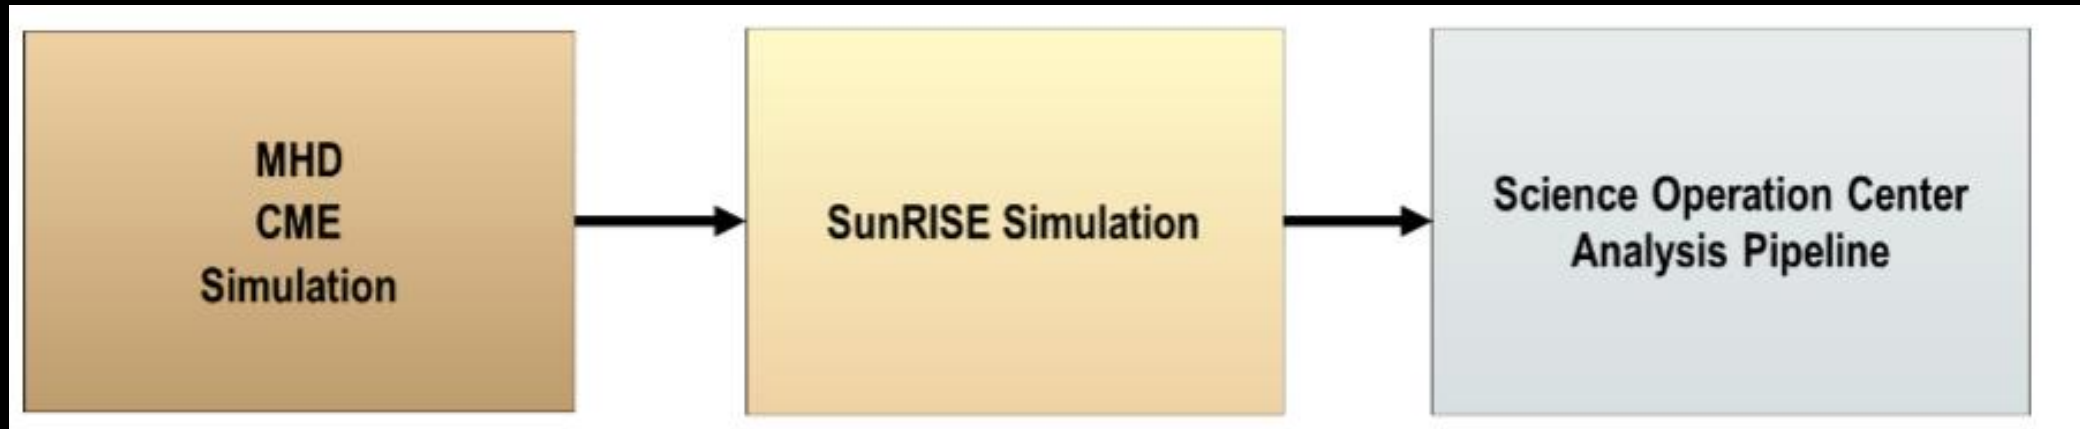 MHD
CME
Simulation
SunRISE Simulation
Science Operation Center
Analysis Pipeline